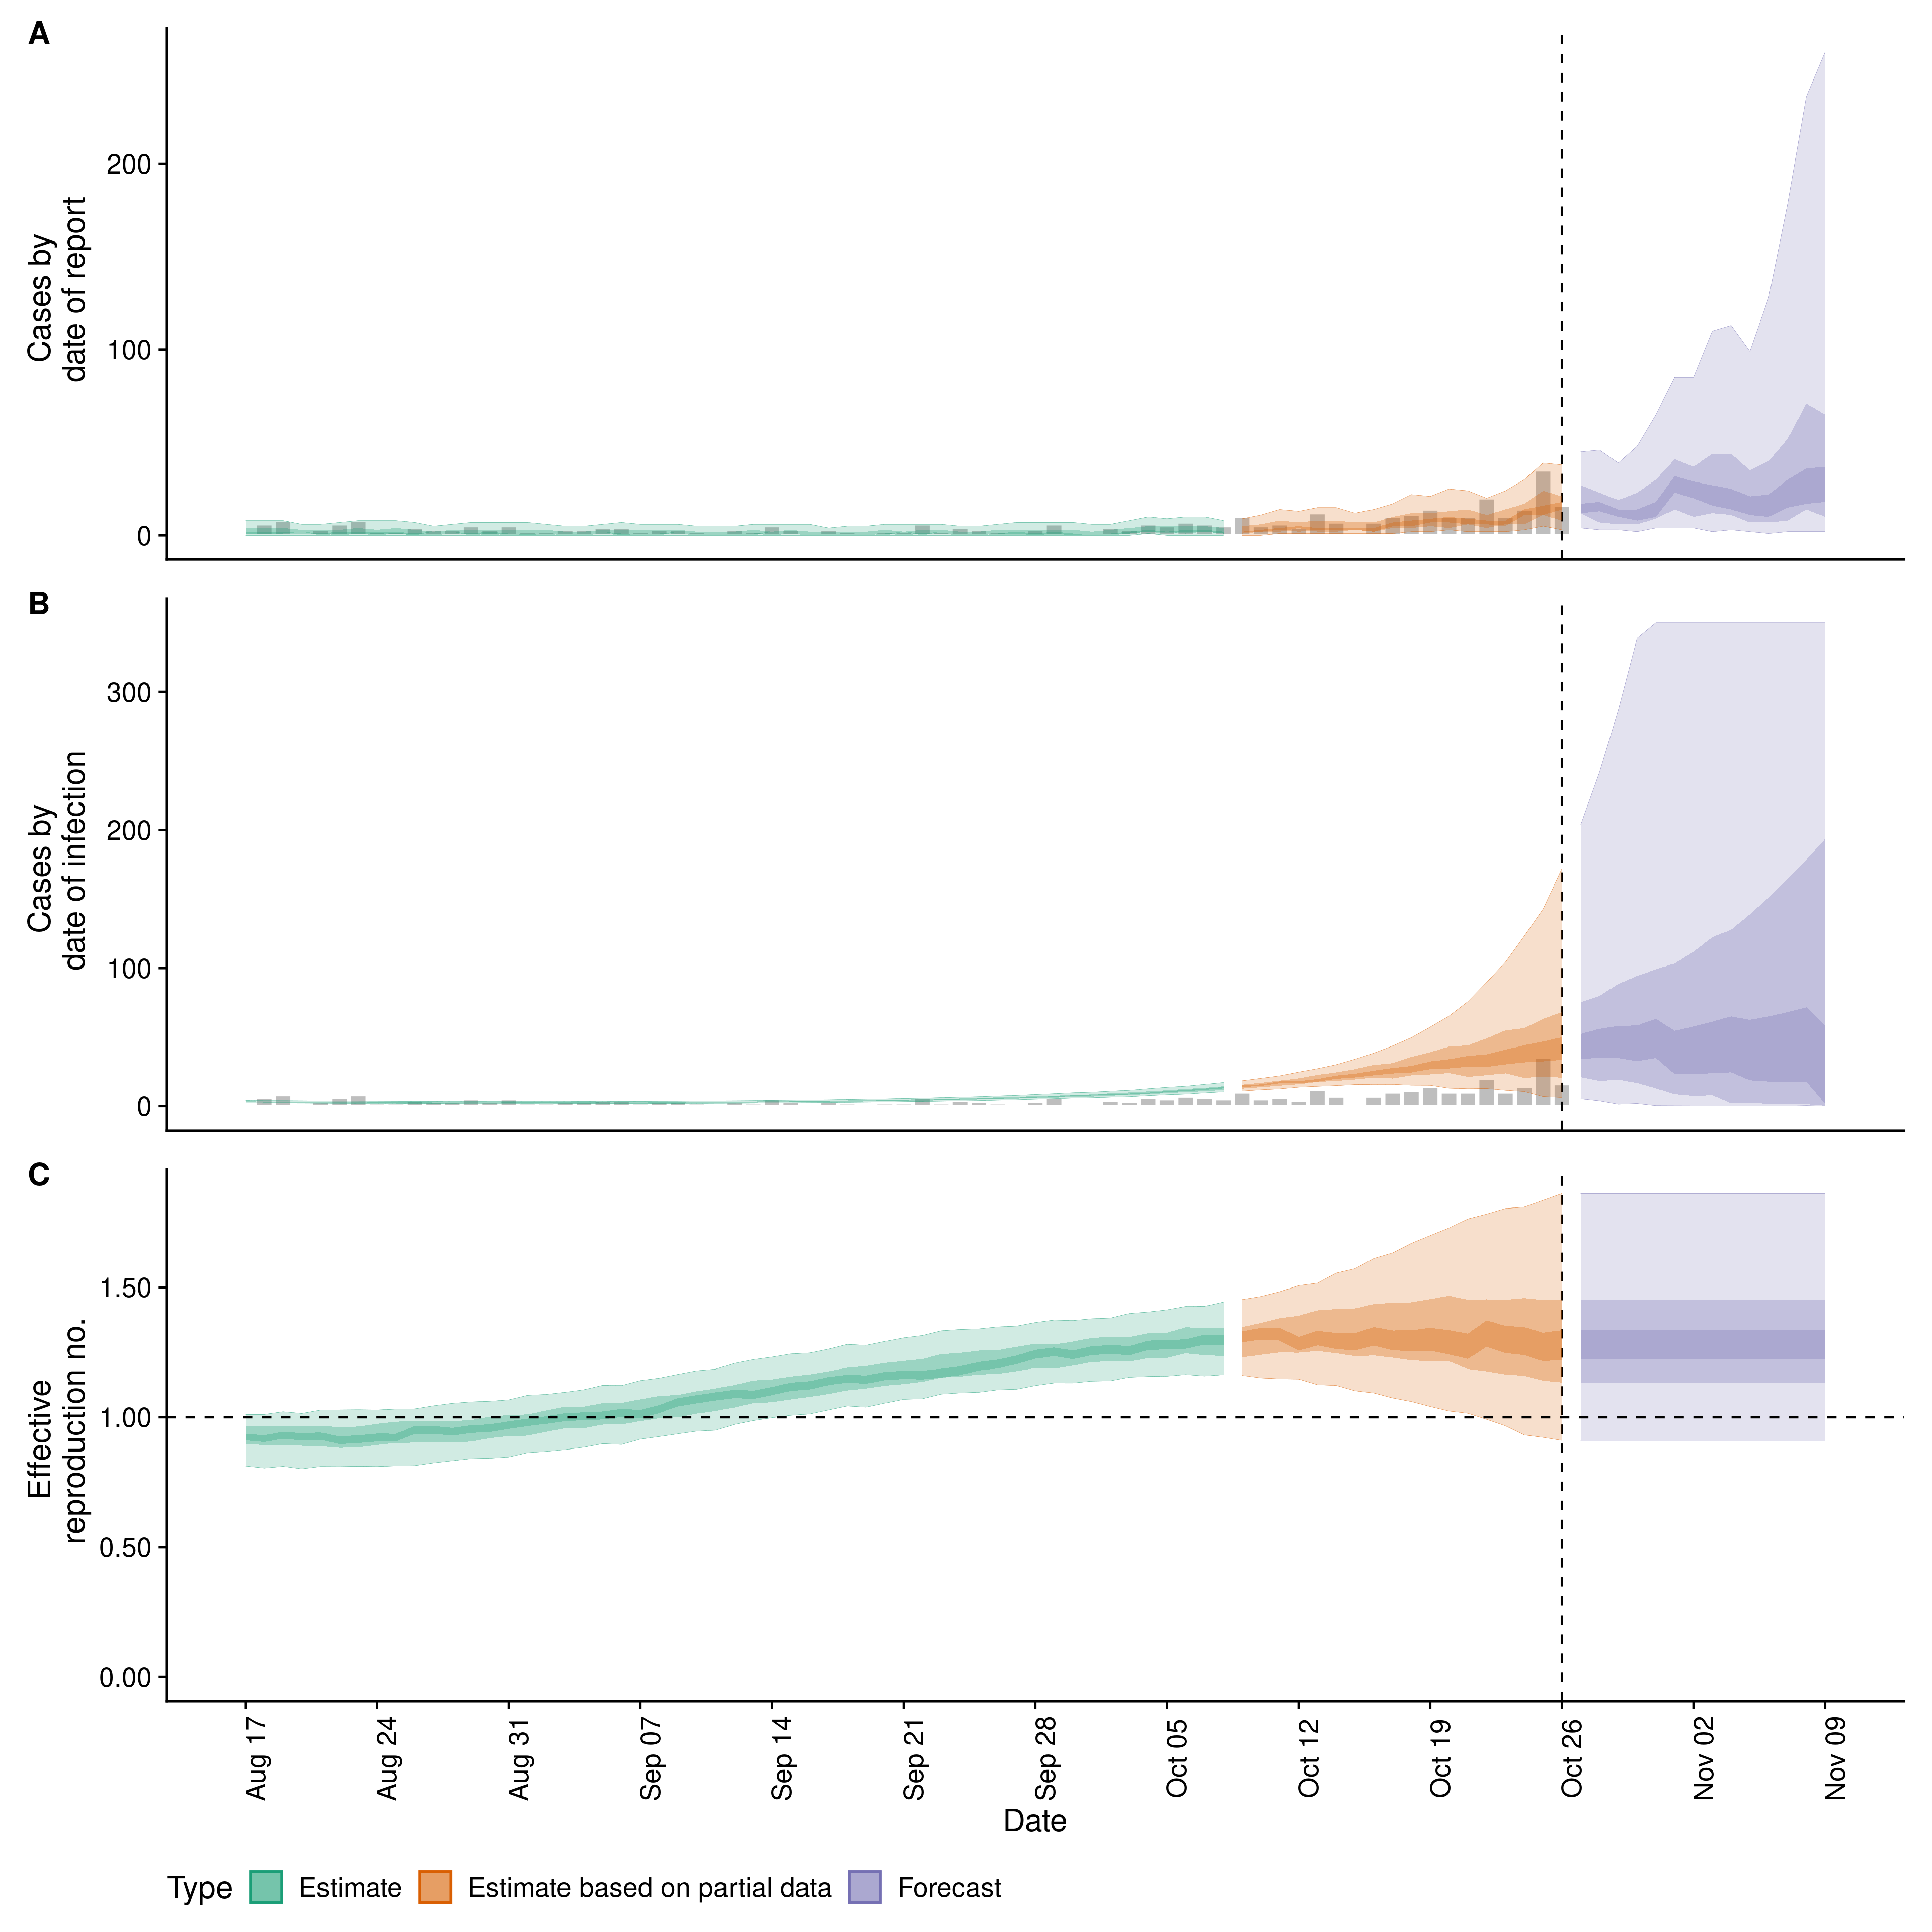 A
200
100
0
Cases by
date of report
B
300
200
100
0
Cases by
date of infection
C
1.50
1.00
0.50
0.00
Effective
reproduction no.
Aug 17
Aug 24
Aug 31
Sep 07
Sep 14
Sep 21
Sep 28
Oct 05
Oct 12
Oct 19
Oct 26
Nov 02
Nov 09
Date
Type Estimate Estimate based on partial data Forecast